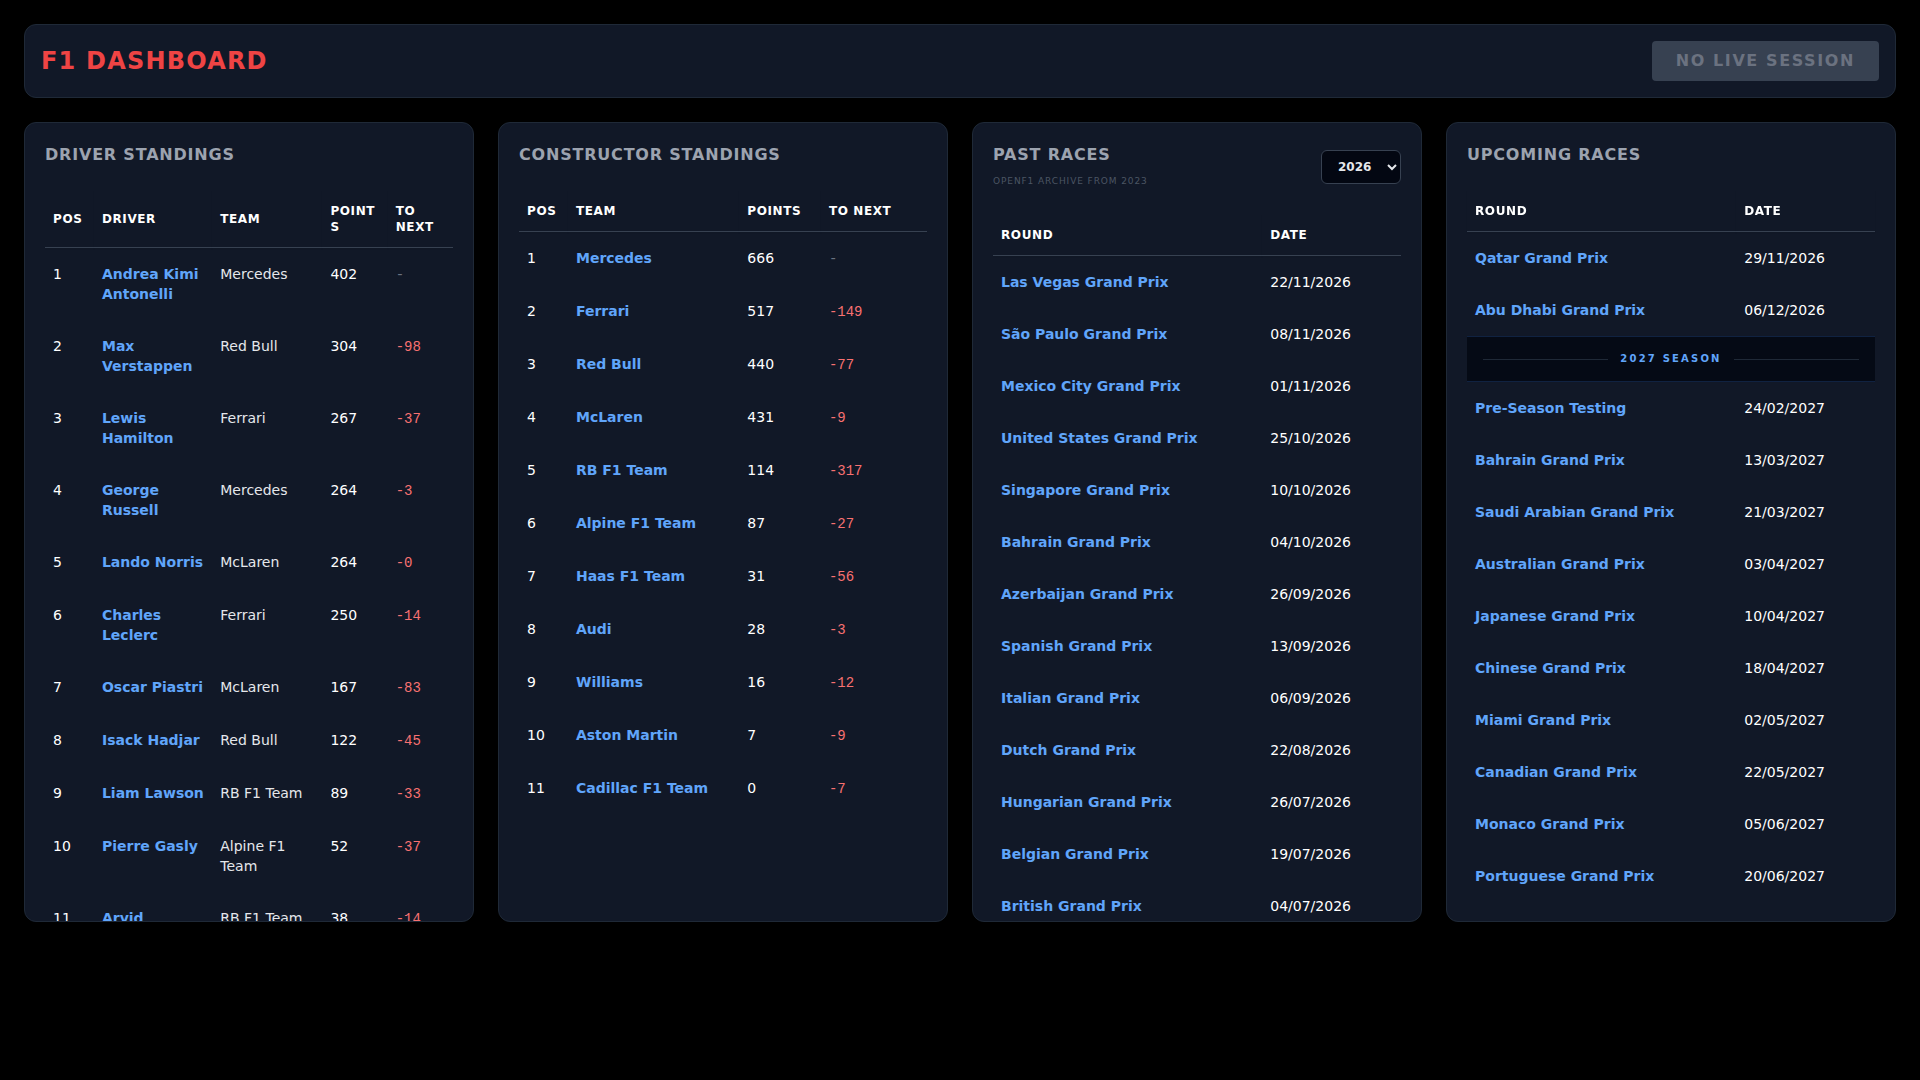 F1 DASHBOARD
NO LIVE SESSION
DRIVER STANDINGS
POS DRIVER TEAM POINTS TO NEXT
1 Andrea Kimi Antonelli Mercedes 402 -
2 Max Verstappen Red Bull 304 -98
3 Lewis Hamilton Ferrari 267 -37
4 George Russell Mercedes 264 -3
5 Lando Norris McLaren 264 -0
6 Charles Leclerc Ferrari 250 -14
7 Oscar Piastri McLaren 167 -83
8 Isack Hadjar Red Bull 122 -45
9 Liam Lawson RB F1 Team 89 -33
10 Pierre Gasly Alpine F1 Team 52 -37
11 Arvid RB F1 Team 38 -14
CONSTRUCTOR STANDINGS
POS TEAM POINTS TO NEXT
1 Mercedes 666 -
2 Ferrari 517 -149
3 Red Bull 440 -77
4 McLaren 431 -9
5 RB F1 Team 114 -317
6 Alpine F1 Team 87 -27
7 Haas F1 Team 31 -56
8 Audi 28 -3
9 Williams 16 -12
10 Aston Martin 7 -9
11 Cadillac F1 Team 0 -7
PAST RACES
OPENF1 ARCHIVE FROM 2023
2026
ROUND DATE
Las Vegas Grand Prix 22/11/2026
São Paulo Grand Prix 08/11/2026
Mexico City Grand Prix 01/11/2026
United States Grand Prix 25/10/2026
Singapore Grand Prix 10/10/2026
Bahrain Grand Prix 04/10/2026
Azerbaijan Grand Prix 26/09/2026
Spanish Grand Prix 13/09/2026
Italian Grand Prix 06/09/2026
Dutch Grand Prix 22/08/2026
Hungarian Grand Prix 26/07/2026
Belgian Grand Prix 19/07/2026
British Grand Prix 04/07/2026
UPCOMING RACES
ROUND DATE
Qatar Grand Prix 29/11/2026
Abu Dhabi Grand Prix 06/12/2026
2027 SEASON
Pre-Season Testing 24/02/2027
Bahrain Grand Prix 13/03/2027
Saudi Arabian Grand Prix 21/03/2027
Australian Grand Prix 03/04/2027
Japanese Grand Prix 10/04/2027
Chinese Grand Prix 18/04/2027
Miami Grand Prix 02/05/2027
Canadian Grand Prix 22/05/2027
Monaco Grand Prix 05/06/2027
Portuguese Grand Prix 20/06/2027